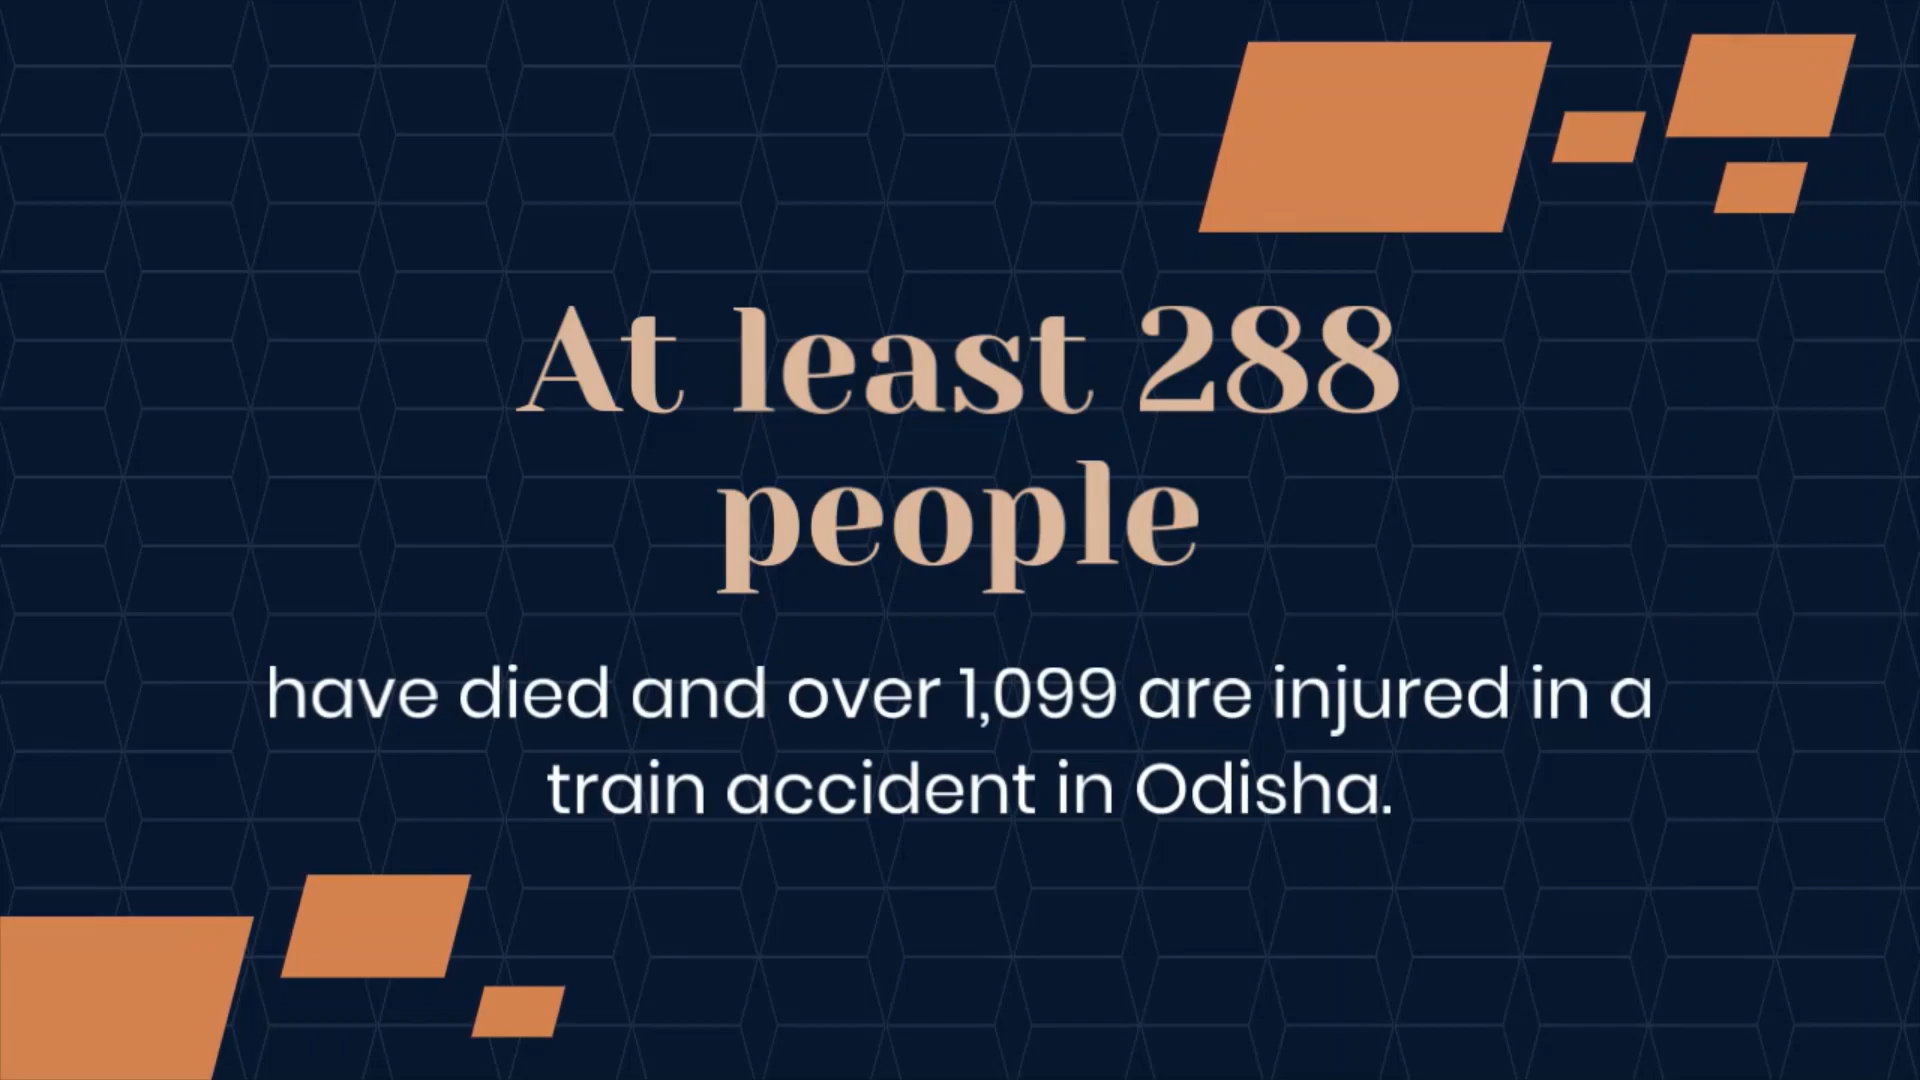 At least 288
people
have died and over 1,099 are injured in a
train accident in Odisha.